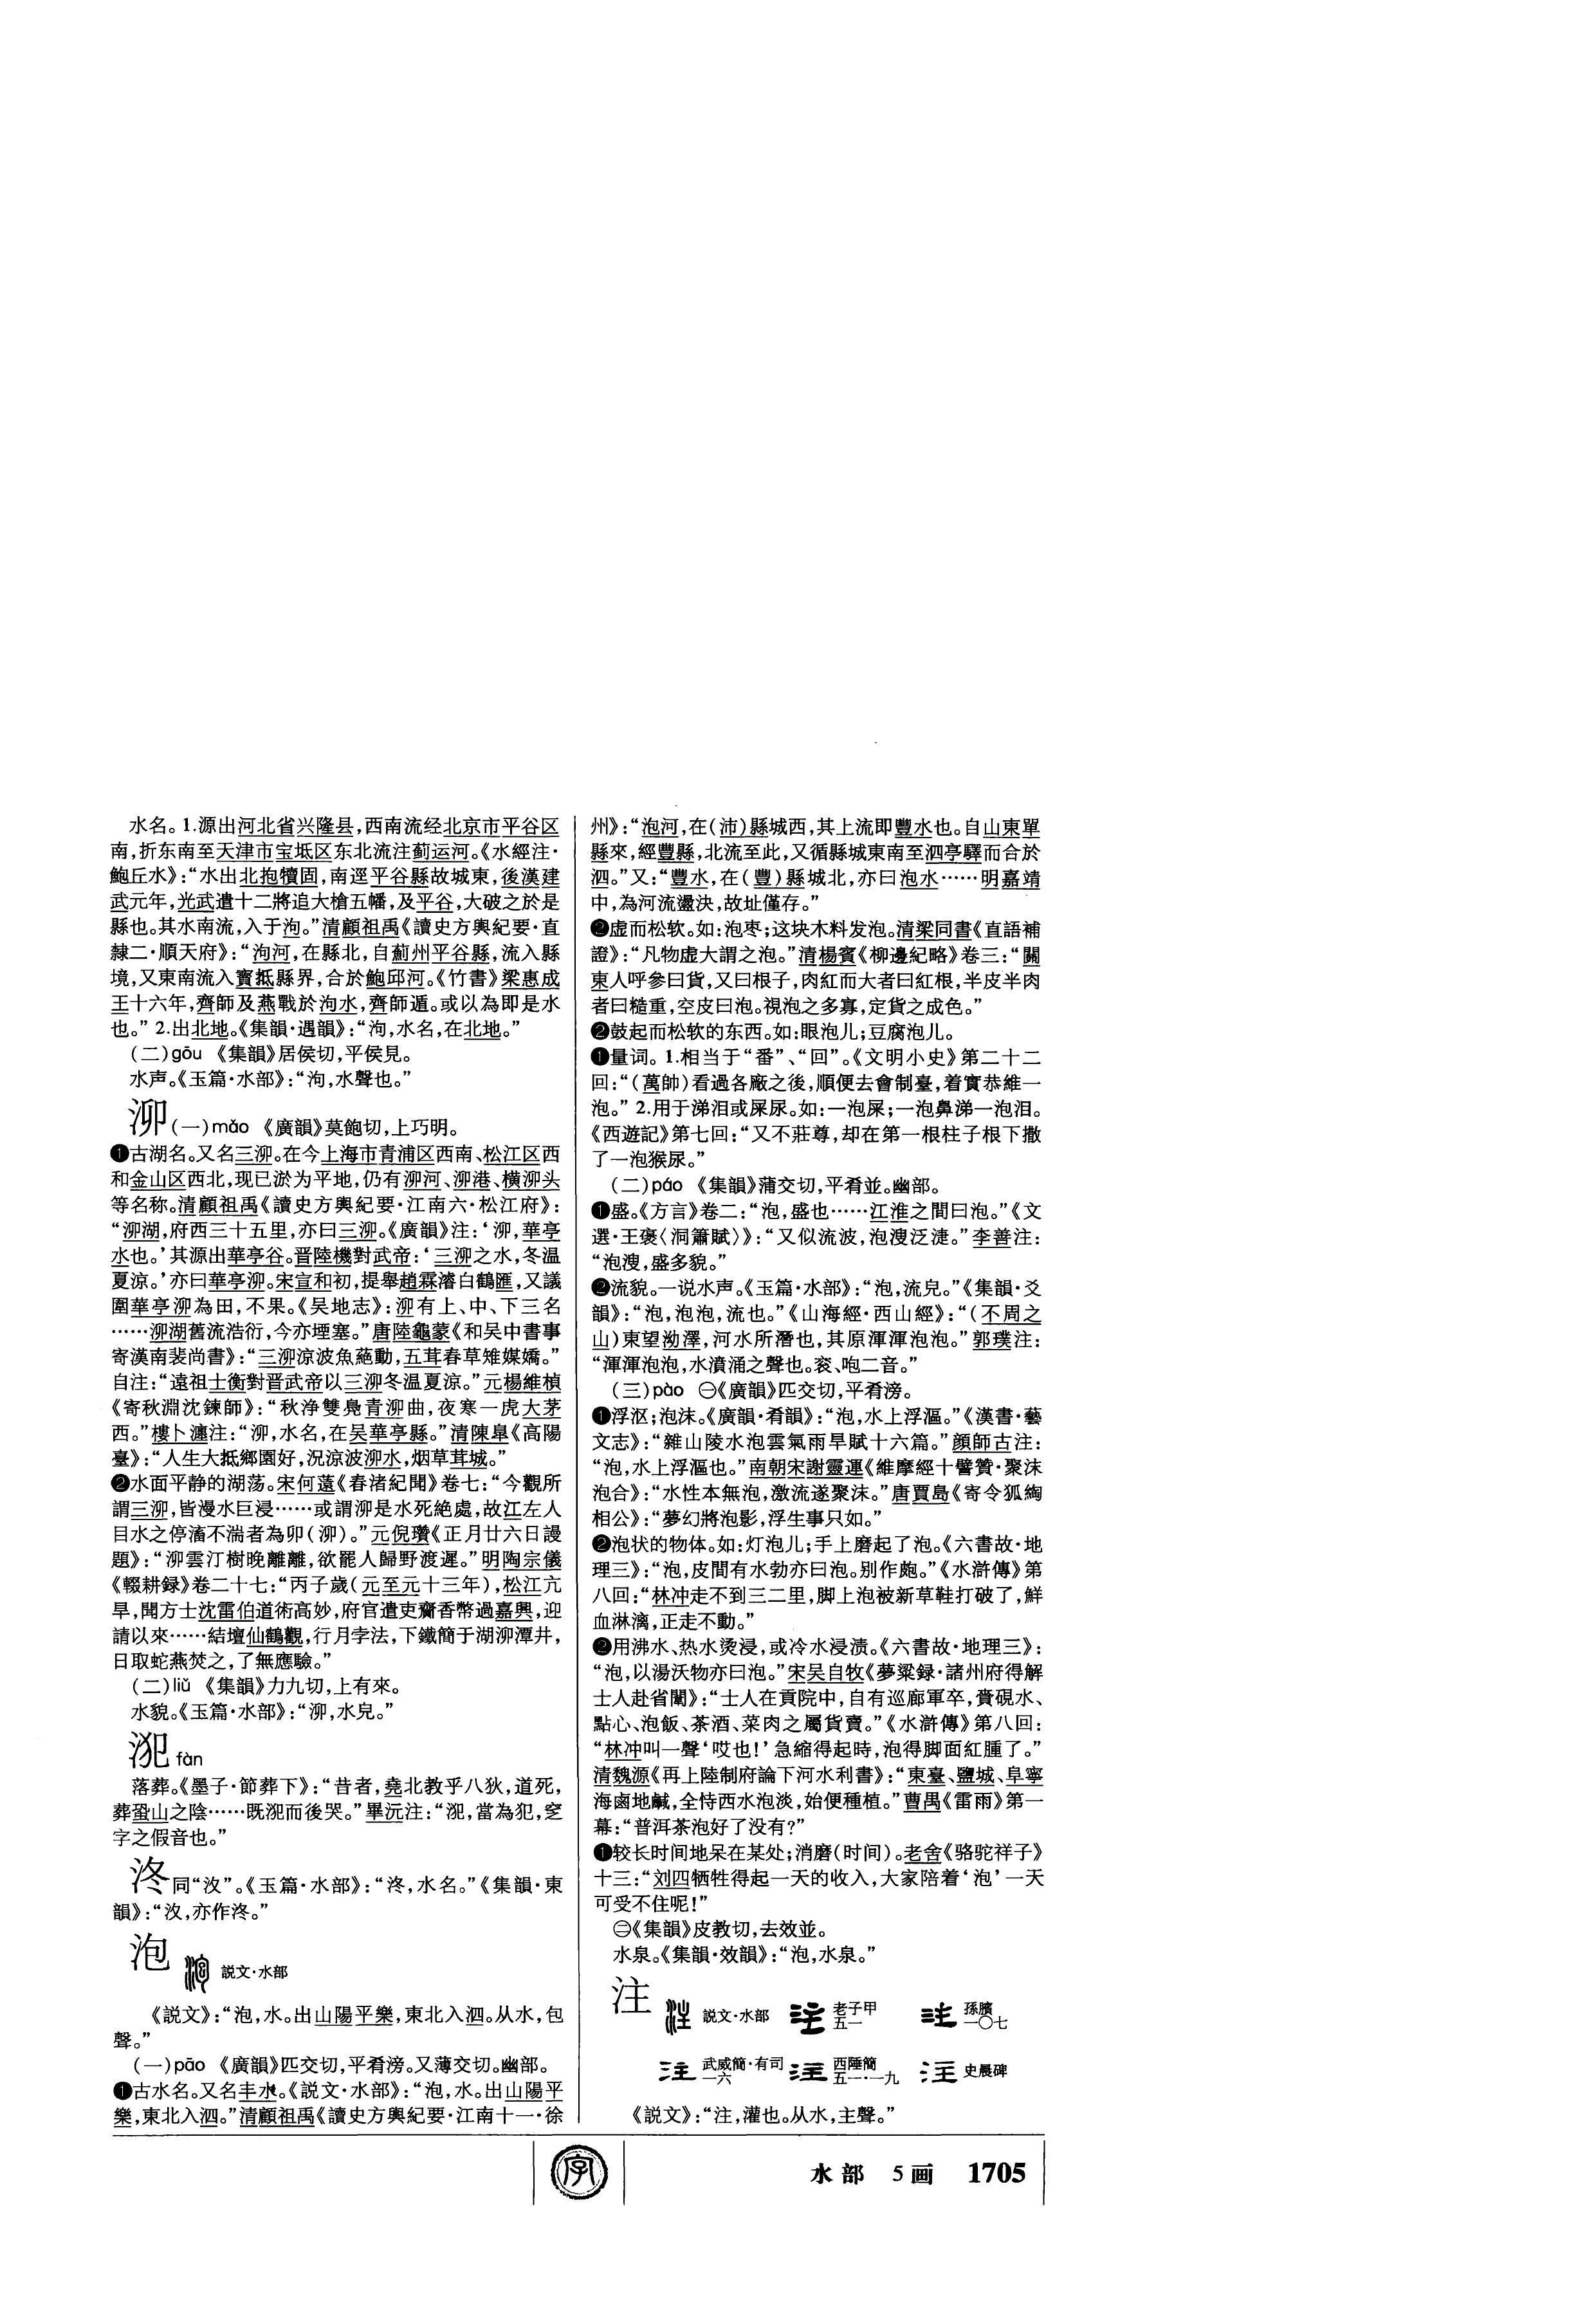 水名。1.源出河北省兴隆县,西南流经北京市平谷区
南,折东南至天津市宝坻区东北流注蓟运河。《水經注·
鮑丘水》:“水出北抱犢固,南逕平谷縣故城東,後漢建
武元年,光武遣十二將追大槍五幡,及平谷,大破之於是
縣也。其水南流,入于泃。”清顧祖禹《讀史方輿紀要·直
隸二·順天府》:“泃河,在縣北,自薊州平谷縣,流入縣
境,又東南流入寶抵縣界,合於鮑邱河。《竹書》梁惠成
王十六年,齊師及燕戰於泃水,齊師遁。或以為即是水
也。” 2.出北地。《集韻·遇韻》:“泃,水名,在北地。”
(二)gōu 《集韻》居侯切,平侯見。
水声。《玉篇·水部》:“泃,水聲也。”
泖(一)mǎo 《廣韻》莫飽切,上巧明。
❶古湖名。又名三泖。在今上海市青浦区西南、松江区西
和金山区西北,现已淤为平地,仍有泖河、泖港、横泖头
等名称。清顧祖禹《讀史方輿紀要·江南六·松江府》:
“泖湖,府西三十五里,亦曰三泖。《廣韻》注:‘泖,華亭
水也。’其源出華亭谷。晋陸機對武帝:‘三泖之水,冬温
夏涼。’亦曰華亭泖。宋宣和初,提舉趙霖濬白鶴匯,又議
圍華亭泖為田,不果。《吴地志》:泖有上、中、下三名
……泖湖舊流浩衍,今亦堙塞。”唐陸龜蒙《和吴中書事
寄漢南裴尚書》:“三泖涼波魚蕝動,五茸春草雉媒嬌。”
自注:“遠祖士衡對晋武帝以三泖冬温夏涼。”元楊維楨
《寄秋淵沈鍊師》:“秋浄雙鳧青泖曲,夜寒一虎大茅
西。”樓卜瀍注:“泖,水名,在吴華亭縣。”清陳皐《高陽
臺》:“人生大抵鄉園好,況涼波泖水,烟草茸城。”
❷水面平静的湖荡。宋何薳《春渚紀聞》卷七:“今觀所
謂三泖,皆漫水巨浸……或謂泖是水死絶處,故江左人
目水之停滀不湍者為卯(泖)。”元倪瓚《正月廿六日謾
題》:“泖雲汀樹晚離離,欲罷人歸野渡遲。”明陶宗儀
《輟耕録》卷二十七:“丙子歲(元至元十三年),松江亢
旱,聞方士沈雷伯道術高妙,府官遣吏齎香幣過嘉興,迎
請以來……結壇仙鶴觀,行月孛法,下鐵簡于湖泖潭井,
日取蛇燕焚之,了無應驗。”
(二)liǔ 《集韻》力九切,上有來。
水貌。《玉篇·水部》:“泖,水皃。”
㳎 fàn
落葬。《墨子·節葬下》:“昔者,堯北教乎八狄,道死,
葬蛩山之陰……既㳎而後哭。”畢沅注:“㳎,當為犯,窆
字之假音也。”
泈同“汷”。《玉篇·水部》:“泈,水名。”《集韻·東
韻》:“汷,亦作泈。”
泡 説文·水部
《説文》:“泡,水。出山陽平樂,東北入泗。从水,包
聲。”
(一)pāo 《廣韻》匹交切,平肴滂。又薄交切。幽部。
❶古水名。又名丰水。《説文·水部》:“泡,水。出山陽平
樂,東北入泗。”清顧祖禹《讀史方輿紀要·江南十一·徐
州》:“泡河,在(沛)縣城西,其上流即豐水也。自山東單
縣來,經豐縣,北流至此,又循縣城東南至泗亭驛而合於
泗。”又:“豐水,在(豐)縣城北,亦曰泡水……明嘉靖
中,為河流盪決,故址僅存。”
❷虚而松软。如:泡枣;这块木料发泡。清梁同書《直語補
證》:“凡物虚大謂之泡。”清楊賓《柳邊紀略》卷三:“關
東人呼參曰貨,又曰根子,肉紅而大者曰紅根,半皮半肉
者曰糙重,空皮曰泡。視泡之多寡,定貨之成色。”
❷鼓起而松软的东西。如:眼泡儿;豆腐泡儿。
❶量词。1.相当于“番”、“回”。《文明小史》第二十二
回:“(萬帥)看過各廠之後,順便去會制臺,着實恭維一
泡。” 2.用于涕泪或屎尿。如:一泡屎;一泡鼻涕一泡泪。
《西遊記》第七回:“又不莊尊,却在第一根柱子根下撒
了一泡猴尿。”
(二)páo 《集韻》蒲交切,平肴並。幽部。
❶盛。《方言》卷二:“泡,盛也……江淮之間曰泡。”《文
選·王褒〈洞簫賦〉》:“又似流波,泡溲泛㳻。”李善注:
“泡溲,盛多貌。”
❷流貌。一说水声。《玉篇·水部》:“泡,流皃。”《集韻·爻
韻》:“泡,泡泡,流也。”《山海經·西山經》:“(不周之
山)東望泑澤,河水所潛也,其原渾渾泡泡。”郭璞注:
“渾渾泡泡,水濆涌之聲也。衮、咆二音。”
(三)pào ㊀《廣韻》匹交切,平肴滂。
❶浮沤;泡沫。《廣韻·肴韻》:“泡,水上浮漚。”《漢書·藝
文志》:“雜山陵水泡雲氣雨旱賦十六篇。”顔師古注:
“泡,水上浮漚也。”南朝宋謝靈運《維摩經十譬贊·聚沫
泡合》:“水性本無泡,激流遂聚沫。”唐賈島《寄令狐綯
相公》:“夢幻將泡影,浮生事只如。”
❷泡状的物体。如:灯泡儿;手上磨起了泡。《六書故·地
理三》:“泡,皮間有水勃亦曰泡。别作皰。”《水滸傳》第
八回:“林冲走不到三二里,脚上泡被新草鞋打破了,鮮
血淋漓,正走不動。”
❷用沸水、热水烫浸,或冷水浸渍。《六書故·地理三》:
“泡,以湯沃物亦曰泡。”宋吴自牧《夢粱録·諸州府得解
士人赴省闈》:“士人在貢院中,自有巡廊軍卒,賫硯水、
點心、泡飯、茶酒、菜肉之屬貨賣。”《水滸傳》第八回:
“林冲叫一聲‘哎也!’急縮得起時,泡得脚面紅腫了。”
清魏源《再上陸制府論下河水利書》:“東臺、鹽城、阜寧
海鹵地鹹,全恃西水泡淡,始便種植。”曹禺《雷雨》第一
幕:“普洱茶泡好了没有?”
❶较长时间地呆在某处;消磨(时间)。老舍《骆驼祥子》
十三:“刘四牺牲得起一天的收入,大家陪着‘泡’一天
可受不住呢!”
㊁《集韻》皮教切,去效並。
水泉。《集韻·效韻》:“泡,水泉。”
注 説文·水部 老子甲五一 孫臏一〇七
武威簡·有司一六 西陲簡五一·一九 史晨碑
《説文》:“注,灌也。从水,主聲。”
字 水部 5画 1705